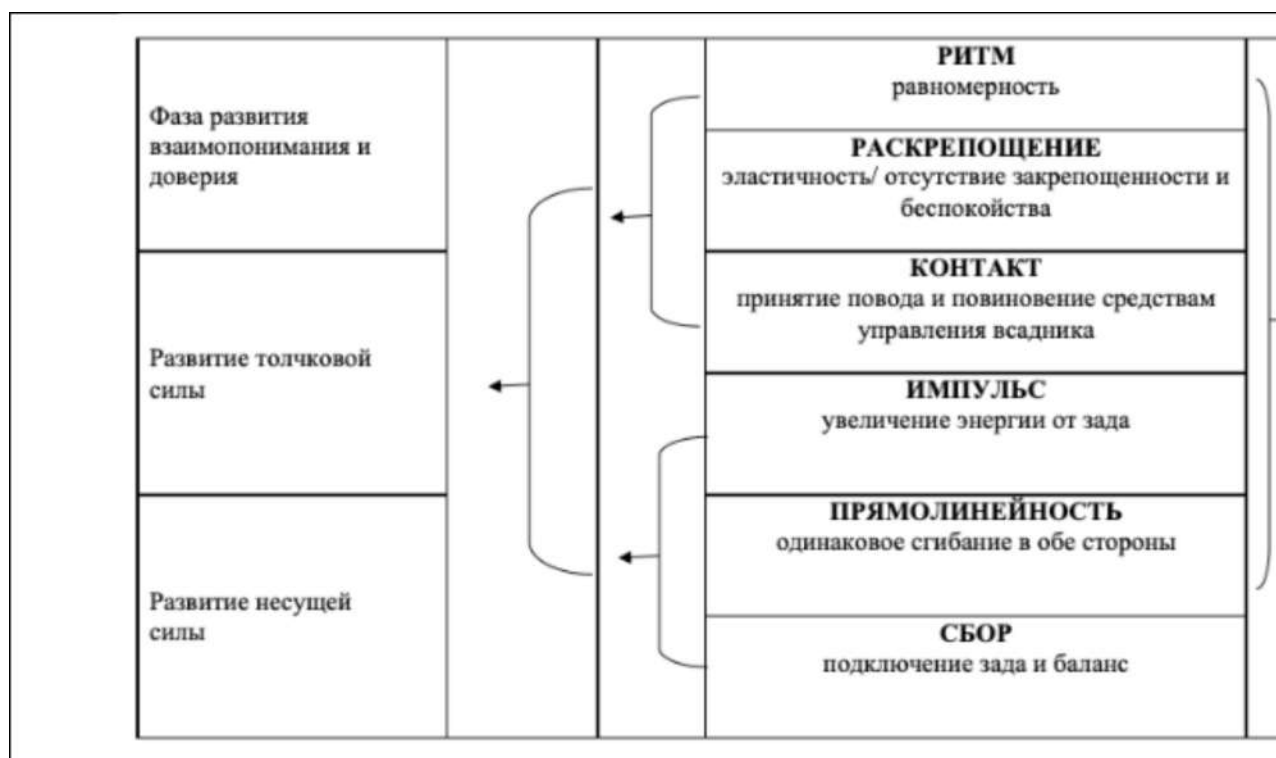 Фаза развития
взаимопонимания и
доверия
Развитие толчковой
силы
Развитие несущей
силы
РИТМ
равномерность
РАСКРЕПОЩЕНИЕ
эластичность/ отсутствие закрепощенности и
беспокойства
КОНТАКТ
принятие повода и повиновение средствам
управления всадника
ИМПУЛЬС
увеличение энергии от зада
ПРЯМОЛИНЕЙНОСТЬ
одинаковое сгибание в обе стороны
СБОР
подключение зада и баланс